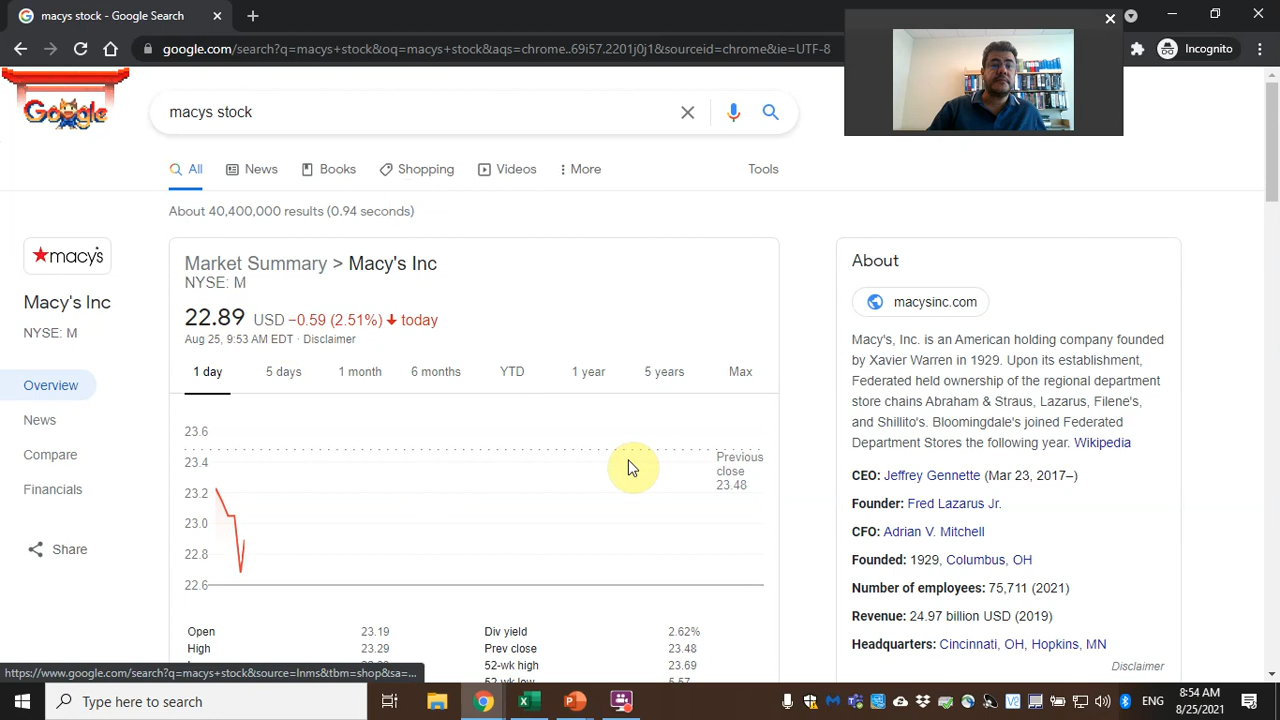 macys stock - Google Search
google.com/search?q=macys+stock&oq=macys+stock&aqs=chrome..69i57.2201j0j1&sourceid=chrome&ie=UTF-8
Incognito
Google
macys stock
All
News
Books
Shopping
Videos
More
Tools
About 40,400,000 results (0.94 seconds)
★macy's
Macy's Inc
NYSE: M
Overview
News
Compare
Financials
Share
Market Summary > Macy's Inc
NYSE: M
22.89 USD −0.59 (2.51%) today
Aug 25, 9:53 AM EDT · Disclaimer
1 day
5 days
1 month
6 months
YTD
1 year
5 years
Max
23.6
23.4
23.2
23.0
22.8
22.6
Previous
close
23.48
Open 23.19
High 23.29
Div yield 2.62%
Prev close 23.48
52-wk high 23.69
About
macysinc.com
Macy's, Inc. is an American holding company founded
by Xavier Warren in 1929. Upon its establishment,
Federated held ownership of the regional department
store chains Abraham & Straus, Lazarus, Filene's,
and Shillito's. Bloomingdale's joined Federated
Department Stores the following year. Wikipedia
CEO: Jeffrey Gennette (Mar 23, 2017–)
Founder: Fred Lazarus Jr.
CFO: Adrian V. Mitchell
Founded: 1929, Columbus, OH
Number of employees: 75,711 (2021)
Revenue: 24.97 billion USD (2019)
Headquarters: Cincinnati, OH, Hopkins, MN
Disclaimer
https://www.google.com/search?q=macys+stock&source=lnms&tbm=shop&sa=...
Type here to search
ENG
8:54 AM
8/25/2021